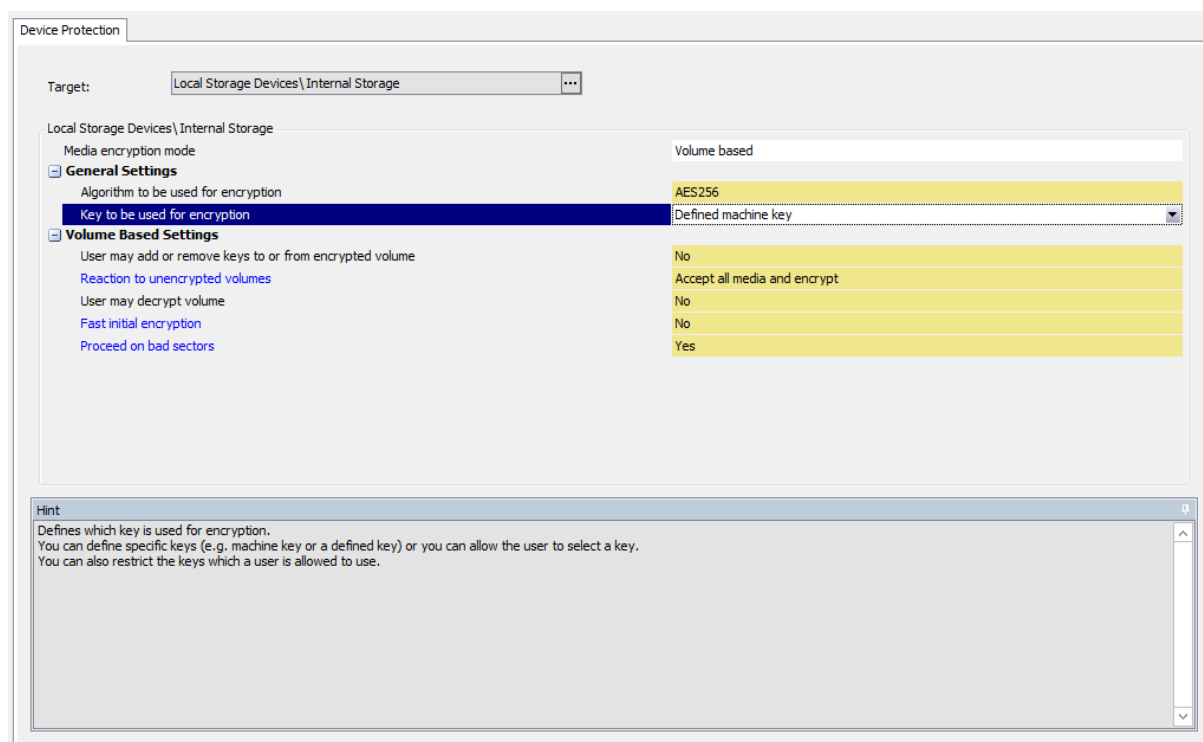 Device Protection
Target: Local Storage Devices\Internal Storage ...
Local Storage Devices\Internal Storage
Media encryption mode Volume based
General Settings
Algorithm to be used for encryption AES256
Key to be used for encryption Defined machine key
Volume Based Settings
User may add or remove keys to or from encrypted volume No
Reaction to unencrypted volumes Accept all media and encrypt
User may decrypt volume No
Fast initial encryption No
Proceed on bad sectors Yes
Hint
Defines which key is used for encryption.
You can define specific keys (e.g. machine key or a defined key) or you can allow the user to select a key.
You can also restrict the keys which a user is allowed to use.